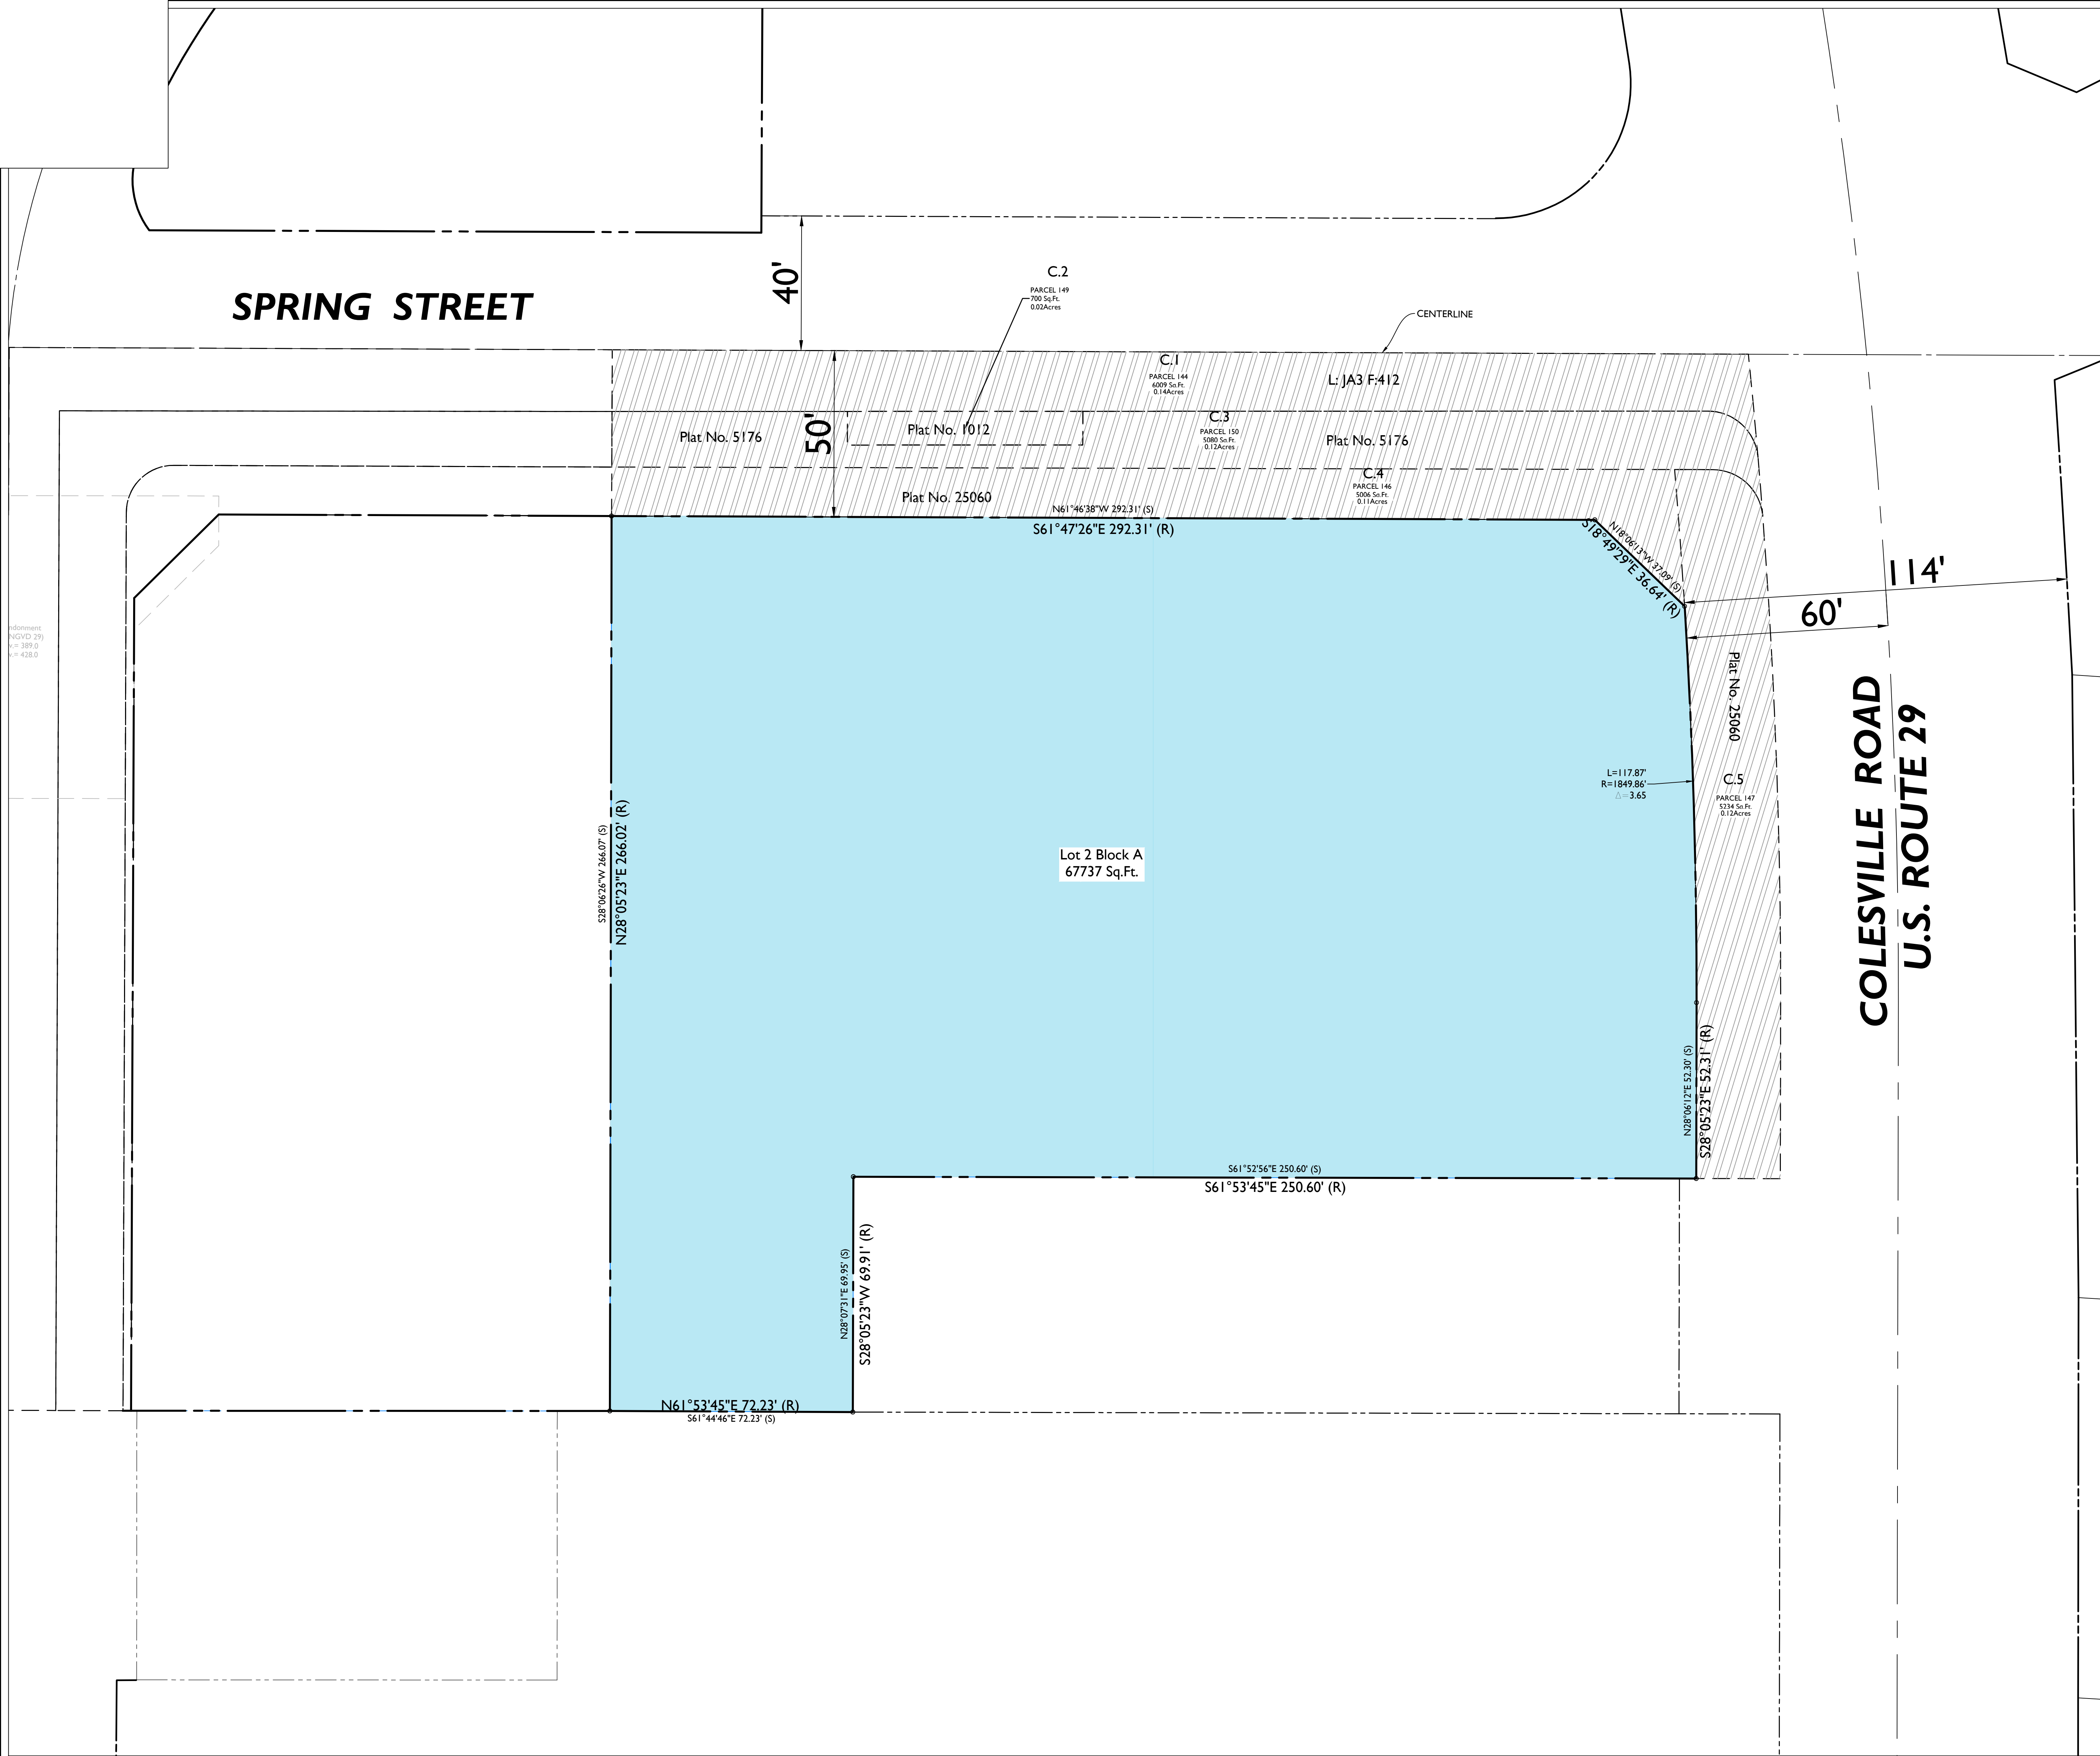 SPRING STREET
40'
C.2
PARCEL 149
700 Sq.Ft.
0.02Acres
CENTERLINE
C.1
PARCEL 144
6009 Sq.Ft.
0.14Acres
L: JA3 F:412
50'
Plat No. 5176
Plat No. 1012
C.3
PARCEL 150
5080 Sq.Ft.
0.12Acres
Plat No. 5176
C.4
PARCEL 146
5006 Sq.Ft.
0.11Acres
Plat No. 25060
N61°46'38"W 292.31' (S)
S61°47'26"E 292.31' (R)
N18°06'13"W 37.09' (S)
S18°49'29"E 36.64' (R)
114'
60'
ndonment
NGVD 29)
v.= 389.0
v.= 428.0
Plat No. 25060
L=117.87'
R=1849.86'
△=3.65
C.5
PARCEL 147
5234 Sq.Ft.
0.12Acres
COLESVILLE ROAD
U.S. ROUTE 29
S28°06'26"W 266.07' (S)
N28°05'23"E 266.02' (R)
Lot 2 Block A
67737 Sq.Ft.
N28°06'12"E 52.30' (S)
S28°05'23"E 52.31' (R)
S61°52'56"E 250.60' (S)
S61°53'45"E 250.60' (R)
N28°07'31"E 69.95' (S)
S28°05'23"W 69.91' (R)
N61°53'45"E 72.23' (R)
S61°44'46"E 72.23' (S)